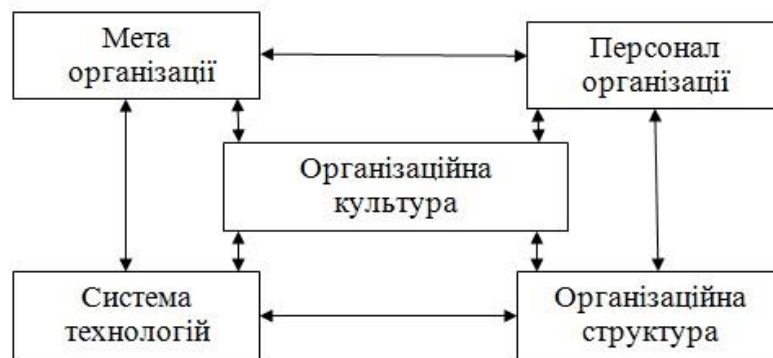 Мета
організації
Персонал
організації
Організаційна
культура
Система
технологій
Організаційна
структура